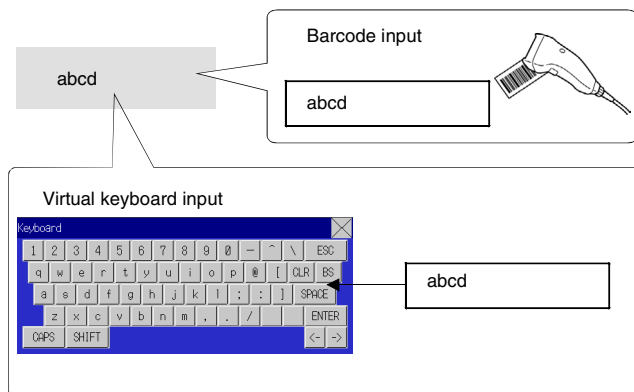 Barcode input
abcd
abcd
Virtual keyboard input
Keyboard
1 2 3 4 5 6 7 8 9 0 — ^ \ ESC
q w e r t y u i o p @ [ CLR BS
a s d f g h j k l ; : ] SPACE
z x c v b n m , . / ENTER
CAPS SHIFT <- ->
abcd